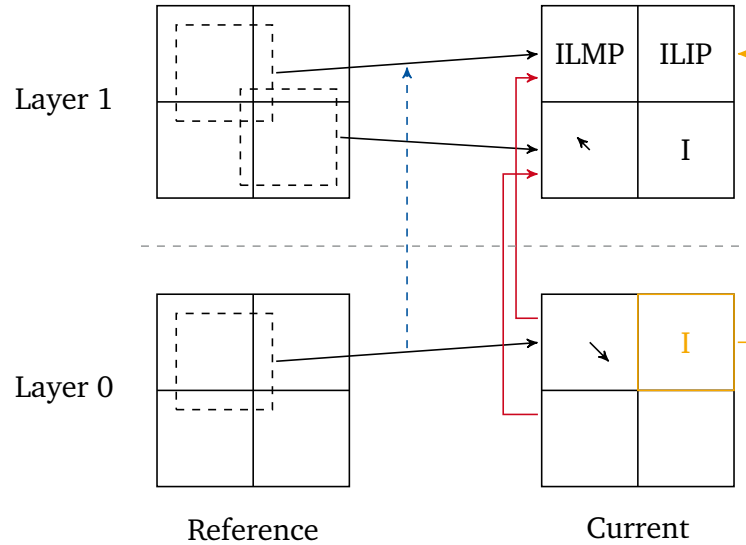 ILMP ILIP
Layer 1
I
I
Layer 0
Reference Current